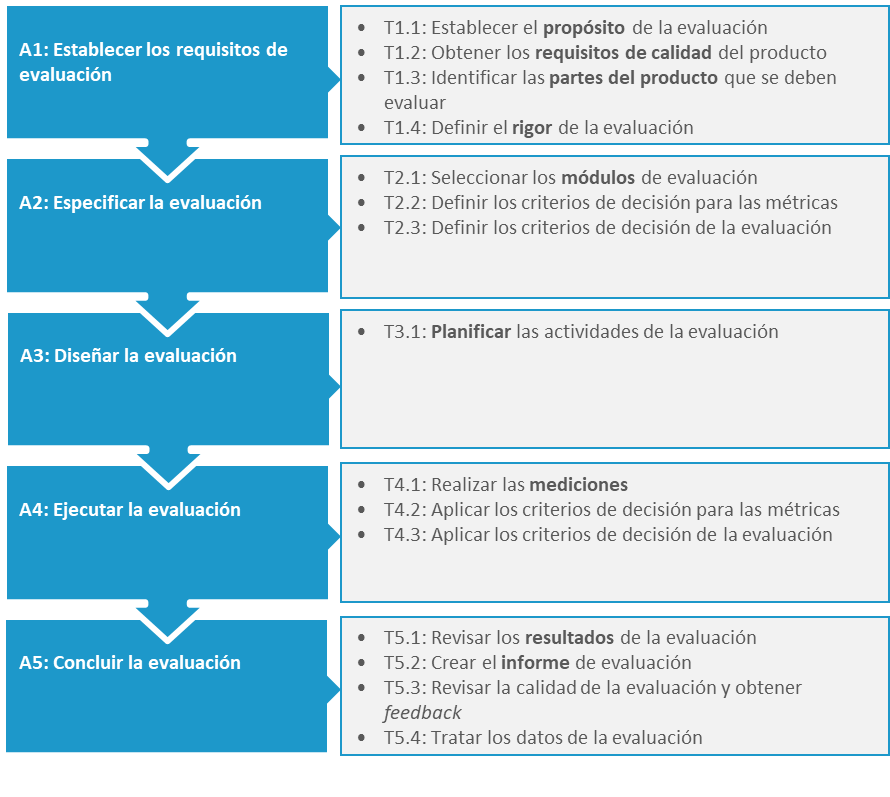 A1: Establecer los requisitos de
evaluación
• T1.1: Establecer el propósito de la evaluación
• T1.2: Obtener los requisitos de calidad del producto
• T1.3: Identificar las partes del producto que se deben
evaluar
• T1.4: Definir el rigor de la evaluación
A2: Especificar la evaluación
• T2.1: Seleccionar los módulos de evaluación
• T2.2: Definir los criterios de decisión para las métricas
• T2.3: Definir los criterios de decisión de la evaluación
A3: Diseñar la evaluación
• T3.1: Planificar las actividades de la evaluación
A4: Ejecutar la evaluación
• T4.1: Realizar las mediciones
• T4.2: Aplicar los criterios de decisión para las métricas
• T4.3: Aplicar los criterios de decisión de la evaluación
A5: Concluir la evaluación
• T5.1: Revisar los resultados de la evaluación
• T5.2: Crear el informe de evaluación
• T5.3: Revisar la calidad de la evaluación y obtener
feedback
• T5.4: Tratar los datos de la evaluación